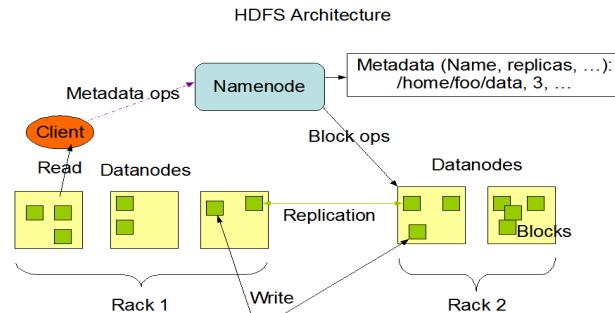 HDFS Architecture
Metadata (Name, replicas, …):
/home/foo/data, 3, …
Namenode
Metadata ops
Client
Block ops
Read
Datanodes
Datanodes
Replication
Blocks
Rack 1
Write
Rack 2